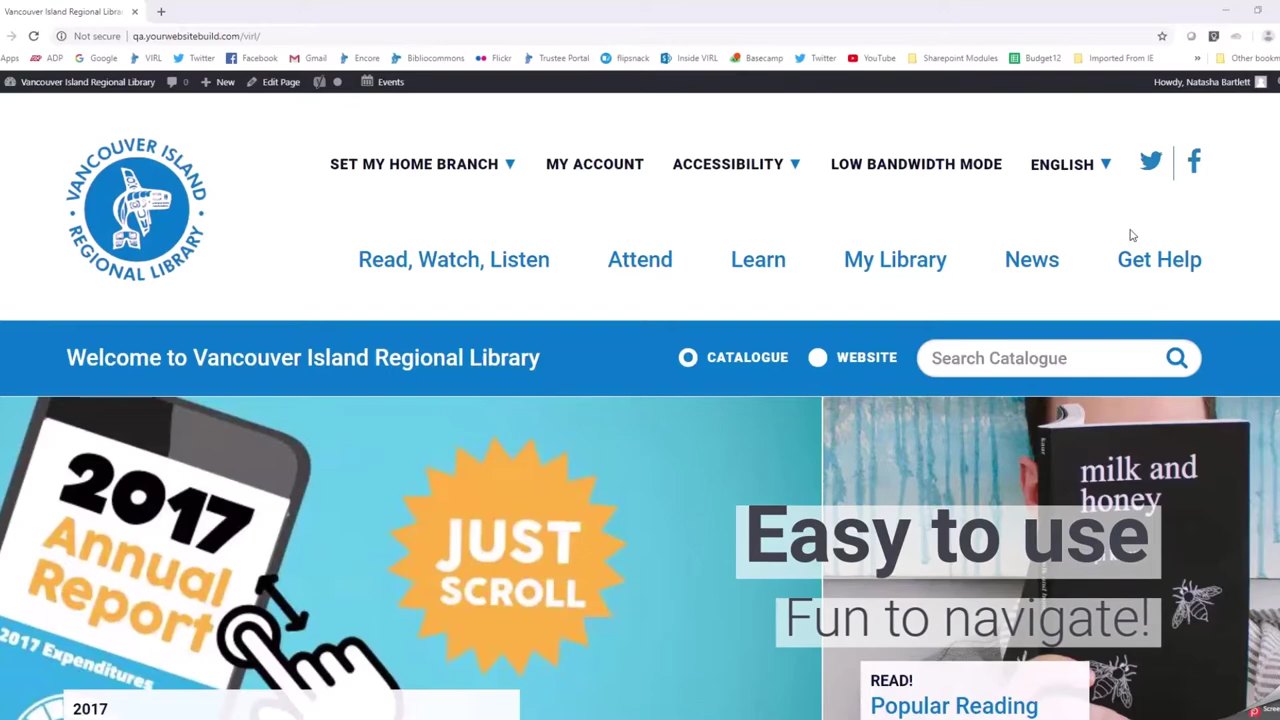 Vancouver Island Regional Libra
Not secure
qa.yourwebsitebuild.com/virl/
Apps
ADP
Google
VIRL
Twitter
Facebook
Gmail
Encore
Bibliocommons
Flickr
Trustee Portal
flipsnack
Inside VIRL
Basecamp
Twitter
YouTube
Sharepoint Modules
Budget12
Imported From IE
»
Other bookm
Vancouver Island Regional Library
0
+ New
Edit Page
Events
Howdy, Natasha Bartlett
VANCOUVER ISLAND
REGIONAL LIBRARY
SET MY HOME BRANCH
MY ACCOUNT
ACCESSIBILITY
LOW BANDWIDTH MODE
ENGLISH
Read, Watch, Listen
Attend
Learn
My Library
News
Get Help
Welcome to Vancouver Island Regional Library
CATALOGUE
WEBSITE
Search Catalogue
2017
Annual
Report
2017 Expenditures
JUST
SCROLL
milk and
honey
Easy to use
Fun to navigate!
2017
READ!
Popular Reading
Scree